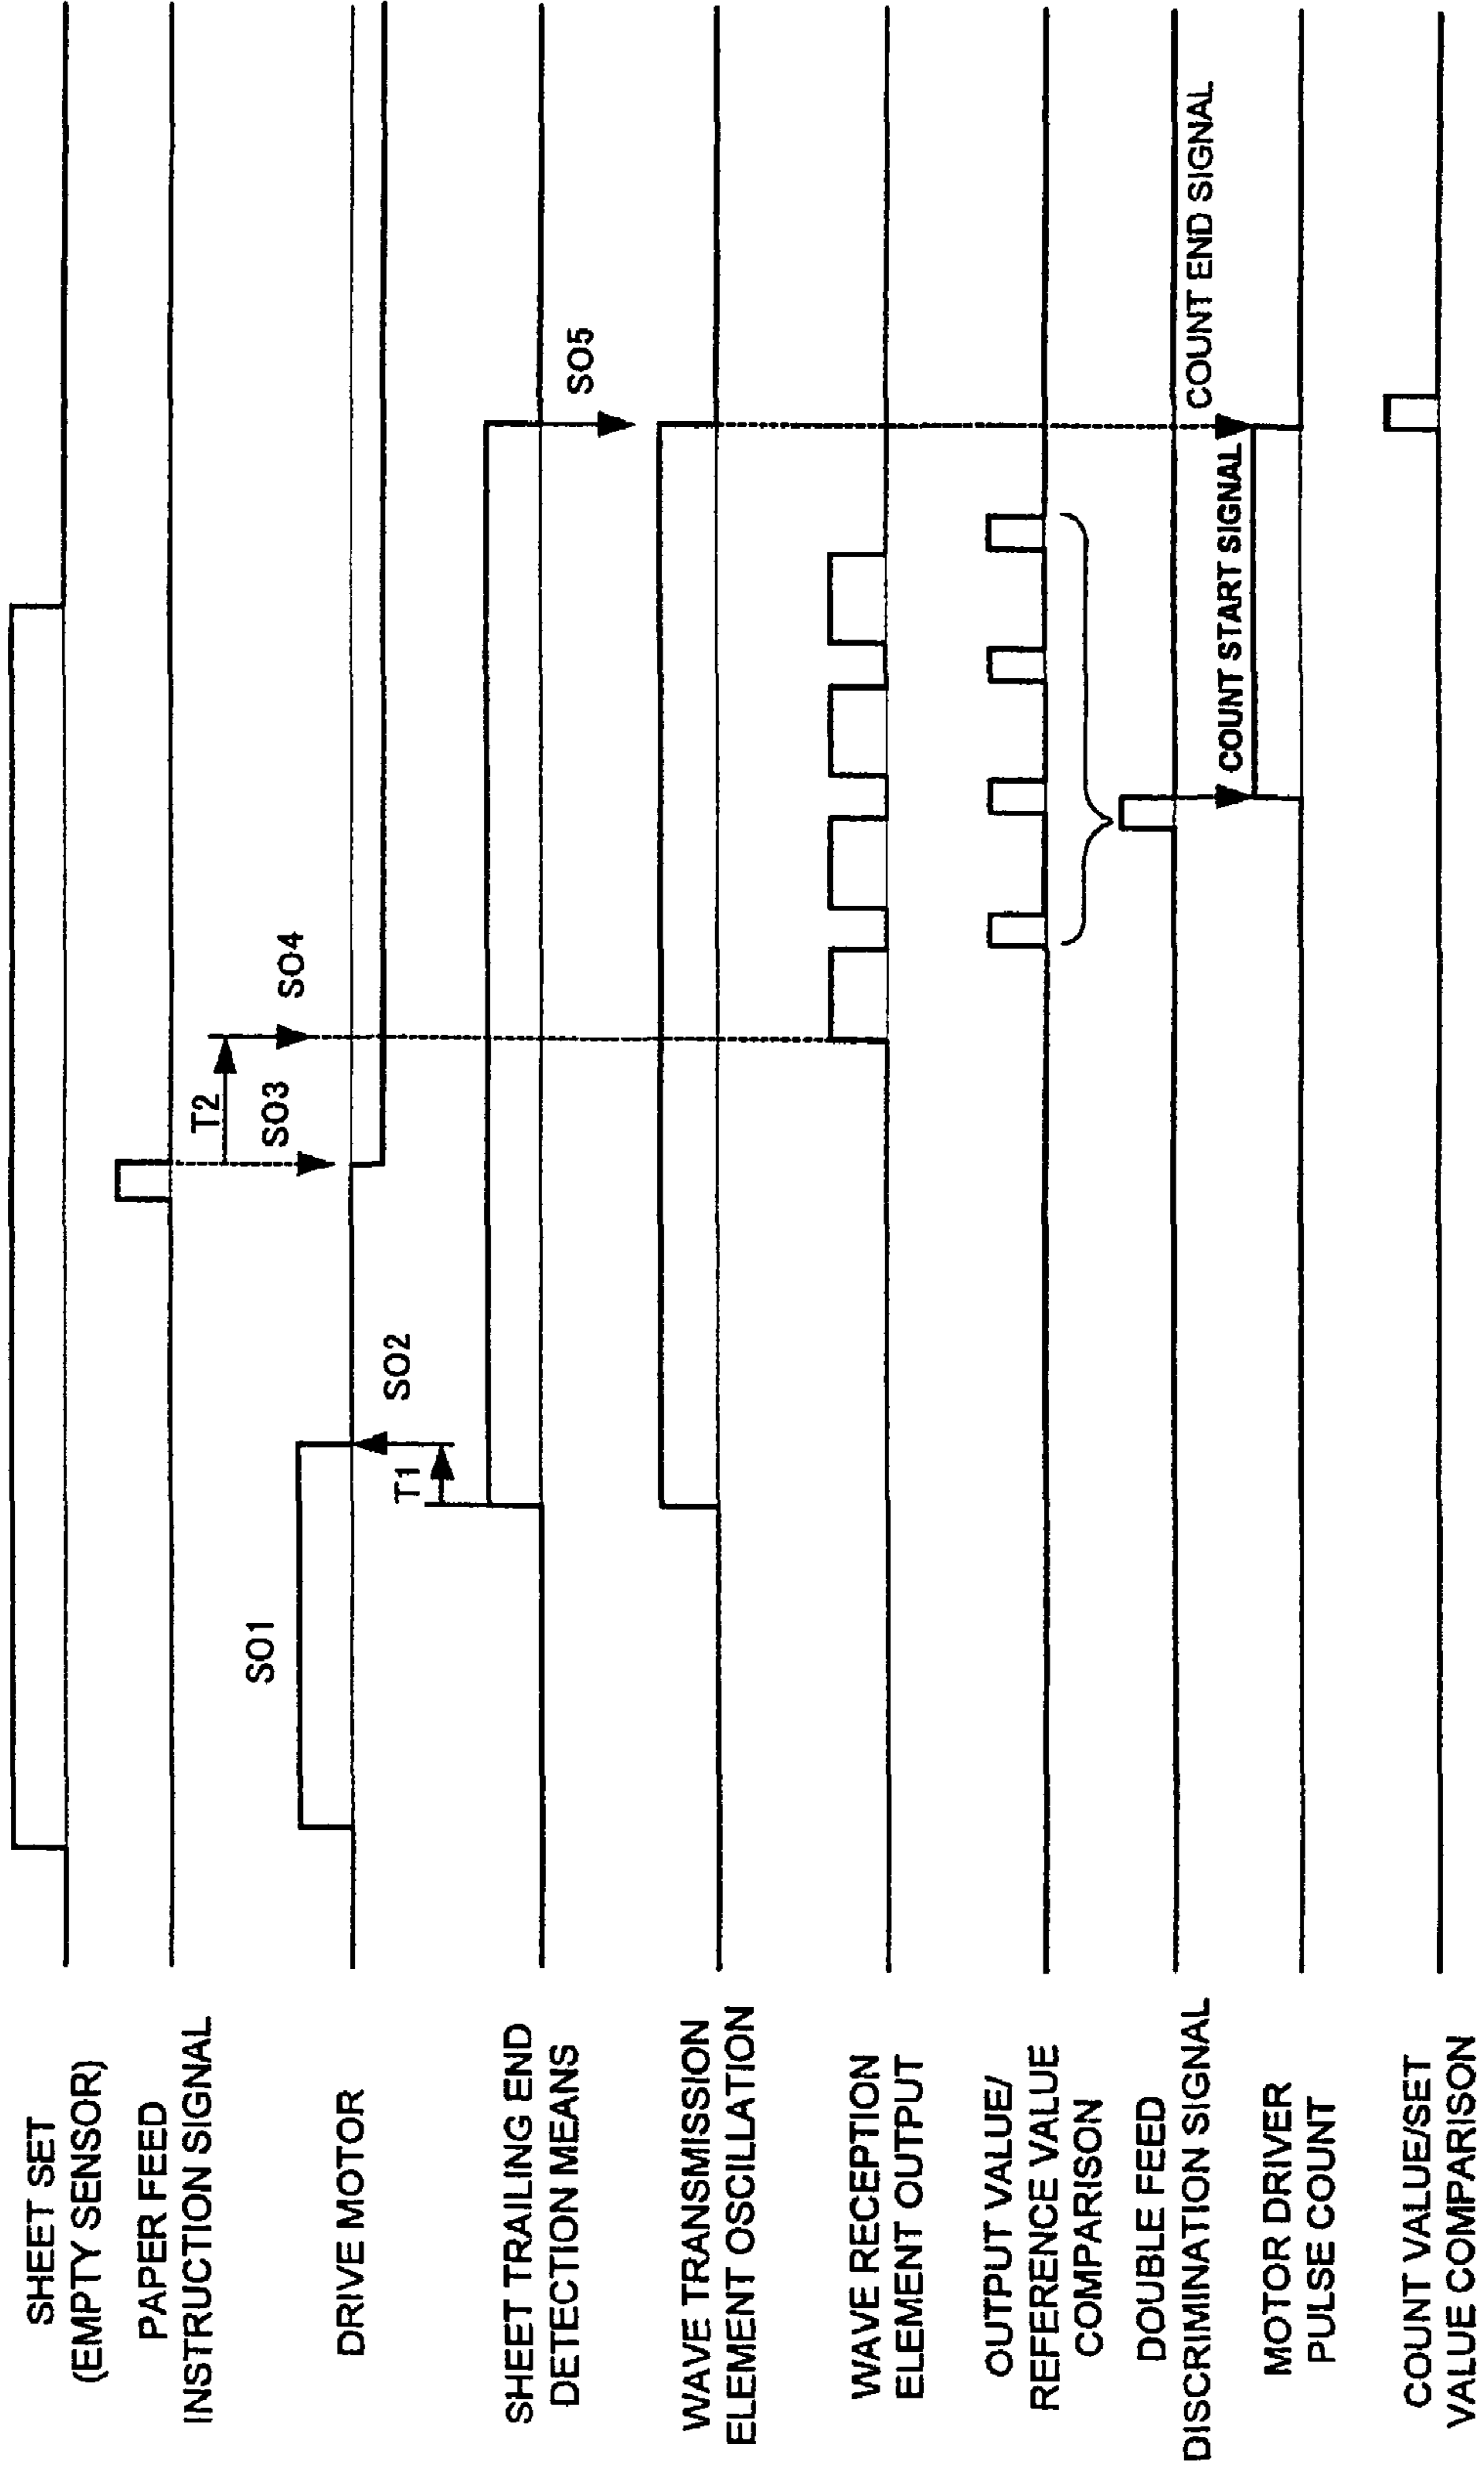 SHEET SET
(EMPTY SENSOR)
PAPER FEED
INSTRUCTION SIGNAL
T2
SO3
SO4
DRIVE MOTOR
SO1
SO2
T1
SHEET TRAILING END
DETECTION MEANS
SO5
WAVE TRANSMISSION
ELEMENT OSCILLATION
WAVE RECEPTION
ELEMENT OUTPUT
OUTPUT VALUE/
REFERENCE VALUE
COMPARISON
DOUBLE FEED
DISCRIMINATION SIGNAL
COUNT START SIGNAL
COUNT END SIGNAL
MOTOR DRIVER
PULSE COUNT
COUNT VALUE/SET
VALUE COMPARISON